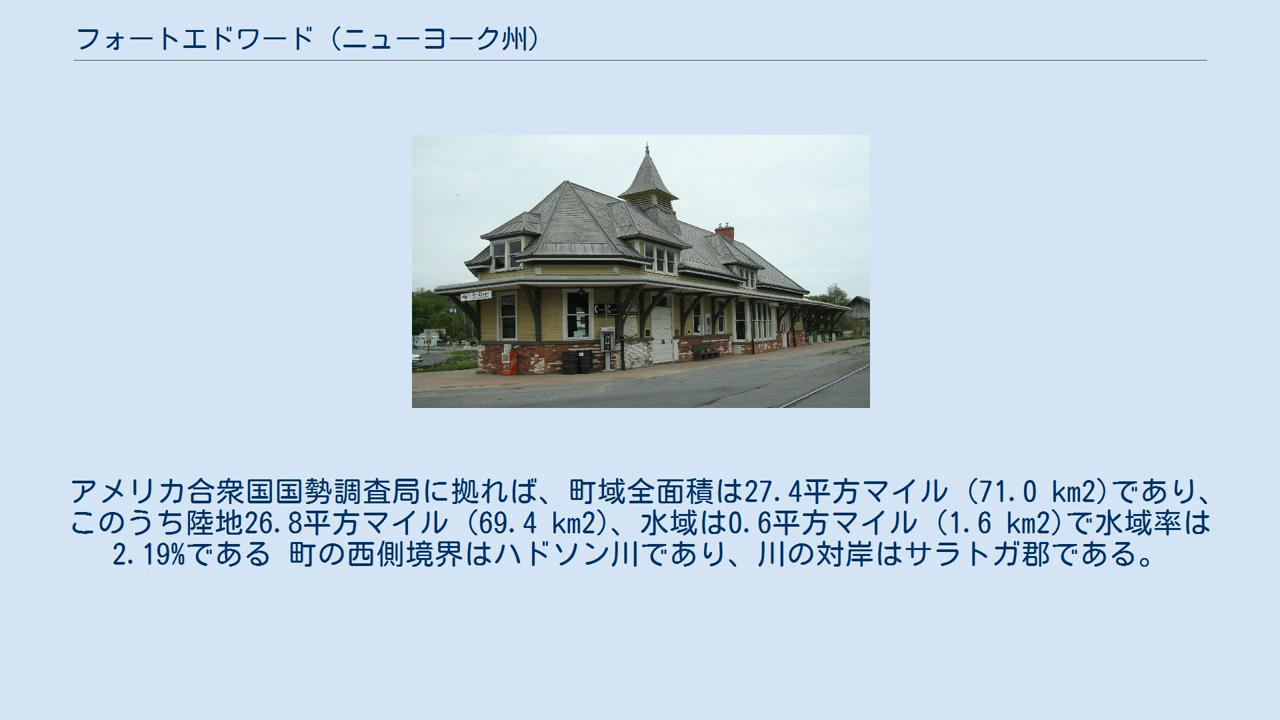 フォートエドワード（ニューヨーク州）
アメリカ合衆国国勢調査局に拠れば、町域全面積は27.4平方マイル (71.0 km2)であり、
このうち陸地26.8平方マイル (69.4 km2)、水域は0.6平方マイル (1.6 km2)で水域率は
2.19%である 町の西側境界はハドソン川であり、川の対岸はサラトガ郡である。